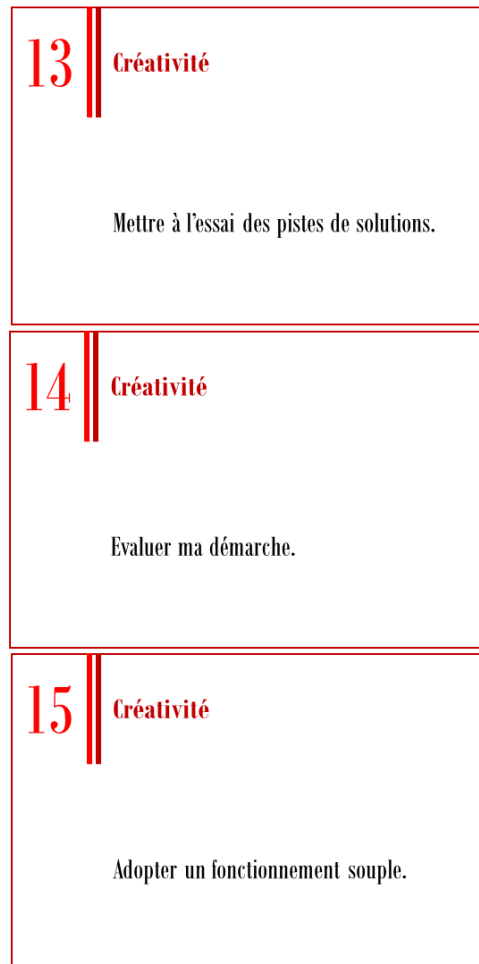 13
Créativité
Mettre à l'essai des pistes de solutions.
14
Créativité
Evaluer ma démarche.
15
Créativité
Adopter un fonctionnement souple.